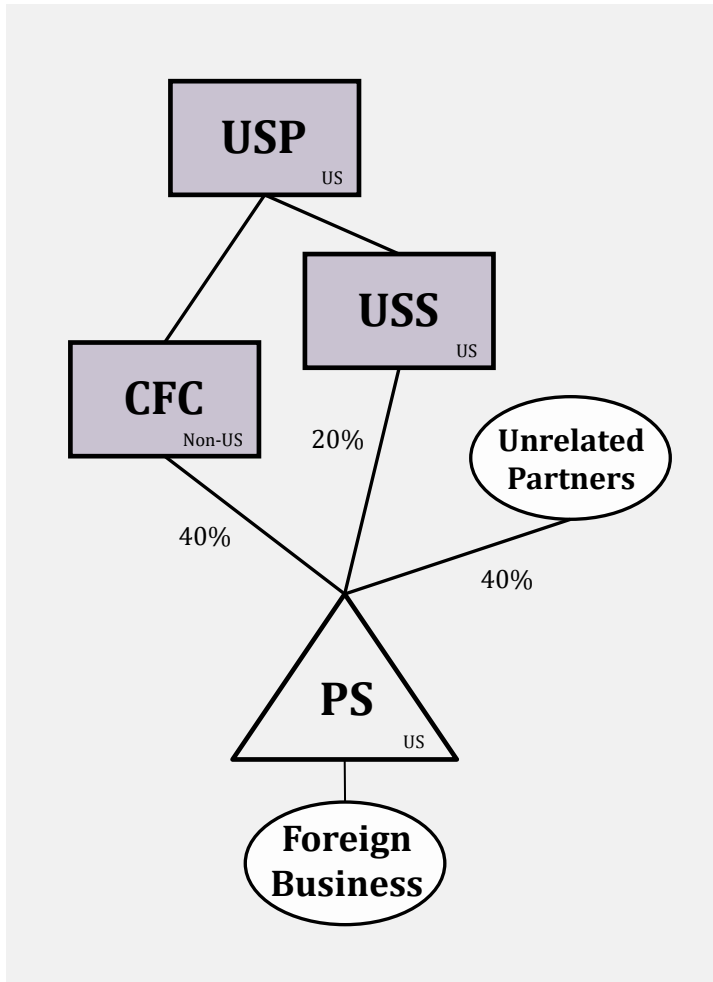 USP
US
USS
US
CFC
Non-US
20%
Unrelated
Partners
40%
40%
PS
US
Foreign
Business